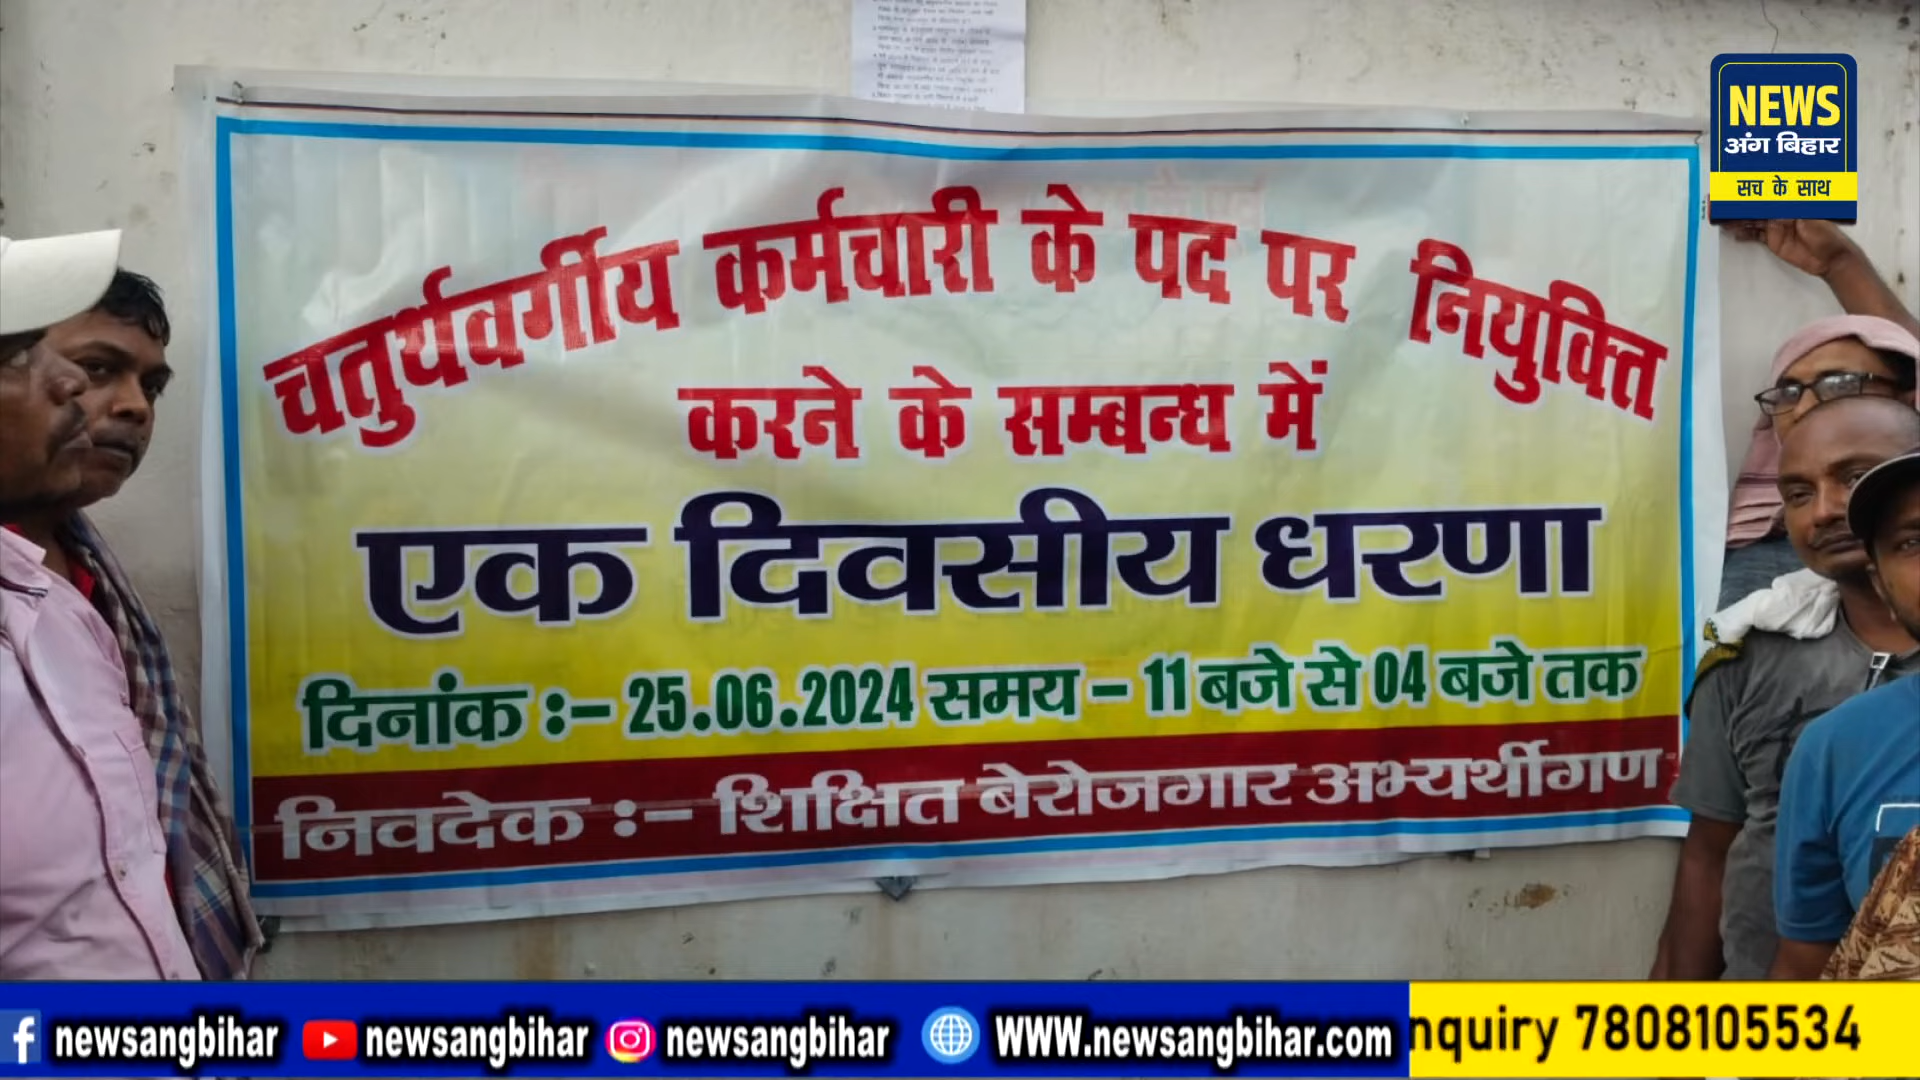 NEWS
अंग बिहार
सच के साथ
चतुर्थवर्गीय कर्मचारी के पद पर नियुक्ति
करने के सम्बन्ध में
एक दिवसीय धरणा
दिनांक :- 25.06.2024 समय - 11 बजे से 04 बजे तक
निवदेक :- शिक्षित बेरोजगार अभ्यर्थीगण
newsangbihar newsangbihar newsangbihar WWW.newsangbihar.com nquiry 7808105534